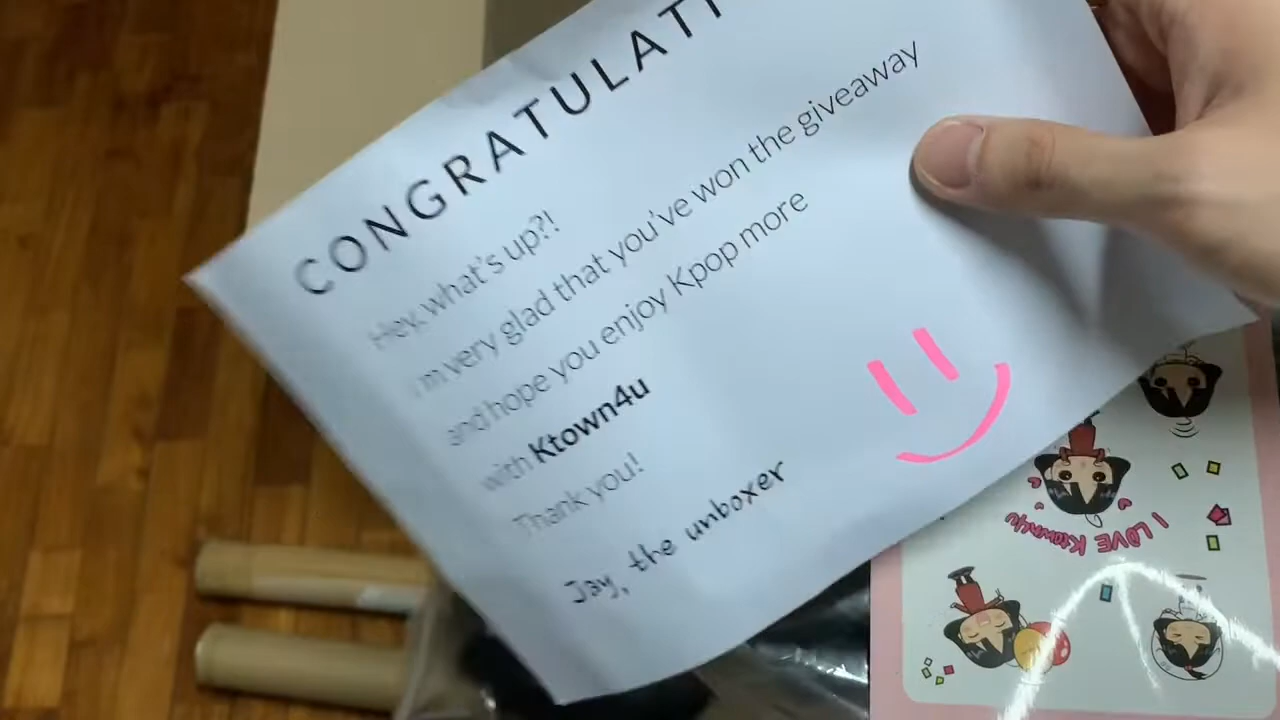 CONGRATULATI
Hey, what's up?!
I'm very glad that you've won the giveaway
and hope you enjoy Kpop more
with Ktown4u
Thank you!
Jay, the unboxer
I LOVE Ktown4u